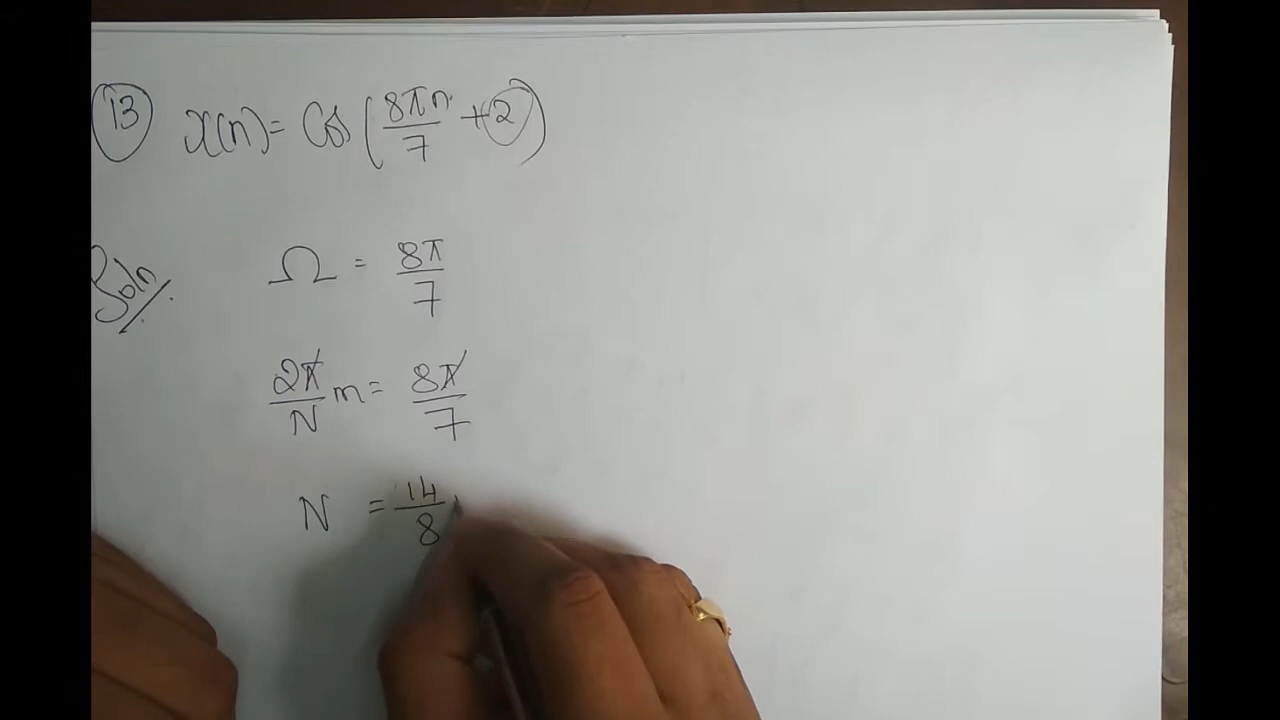 13 x(n) = Cos(8πn/7 + 2)
Soln. Ω = 8π/7
2π/N m = 8π/7
N = 14/8